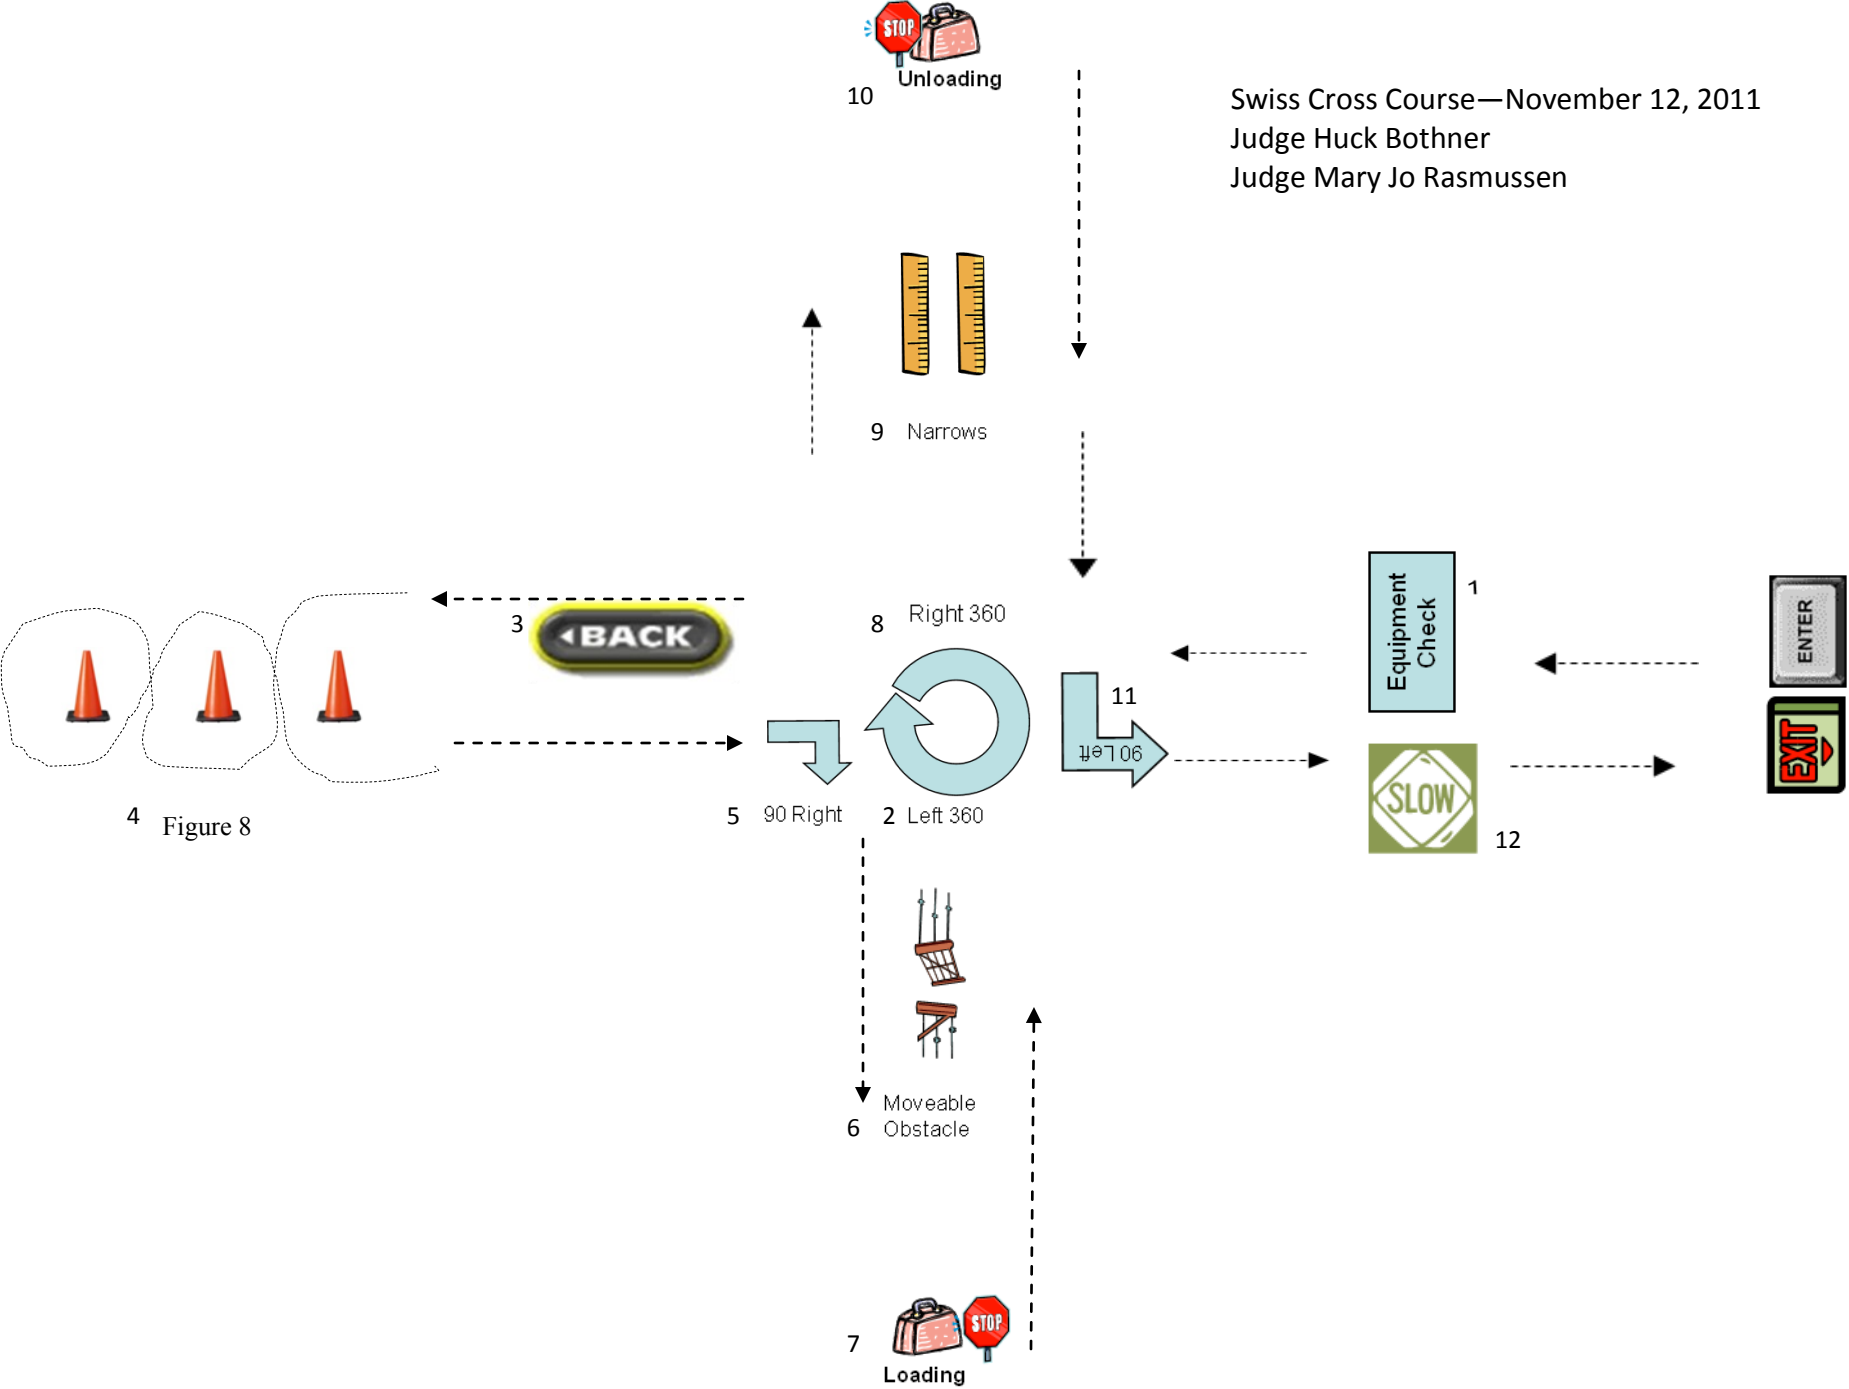 STOP
Unloading
10
Swiss Cross Course—November 12, 2011
Judge Huck Bothner
Judge Mary Jo Rasmussen
9 Narrows
Equipment
Check
1
ENTER
3
BACK
8 Right 360
11
90 Left
EXIT
SLOW
12
4 Figure 8
5 90 Right
2 Left 360
6 Moveable
Obstacle
7
STOP
Loading